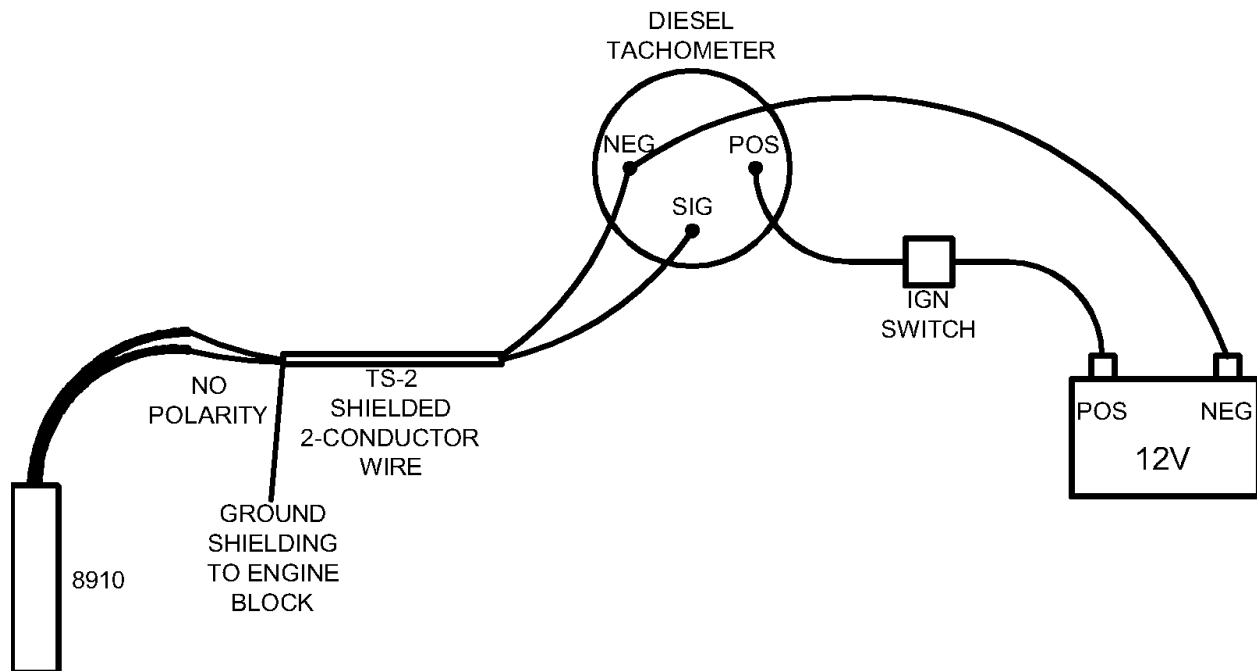 DIESEL
TACHOMETER
NEG
POS
SIG
IGN
SWITCH
NO
POLARITY
TS-2
SHIELDED
2-CONDUCTOR
WIRE
POS
NEG
12V
GROUND
SHIELDING
TO ENGINE
BLOCK
8910